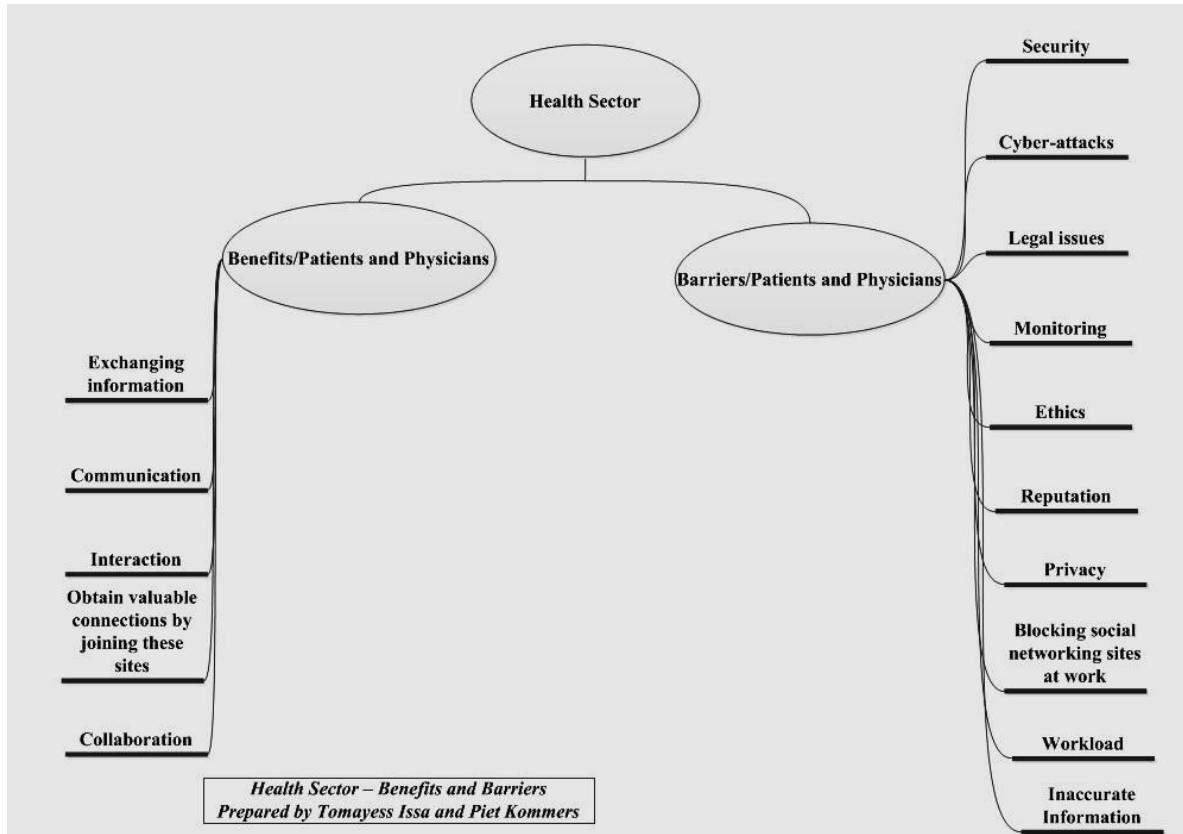 Health Sector
Benefits/Patients and Physicians
Exchanging
information
Communication
Interaction
Obtain valuable
connections by
joining these
sites
Collaboration
Barriers/Patients and Physicians
Security
Cyber-attacks
Legal issues
Monitoring
Ethics
Reputation
Privacy
Blocking social
networking sites
at work
Workload
Inaccurate
Information
Health Sector – Benefits and Barriers
Prepared by Tomayess Issa and Piet Kommers